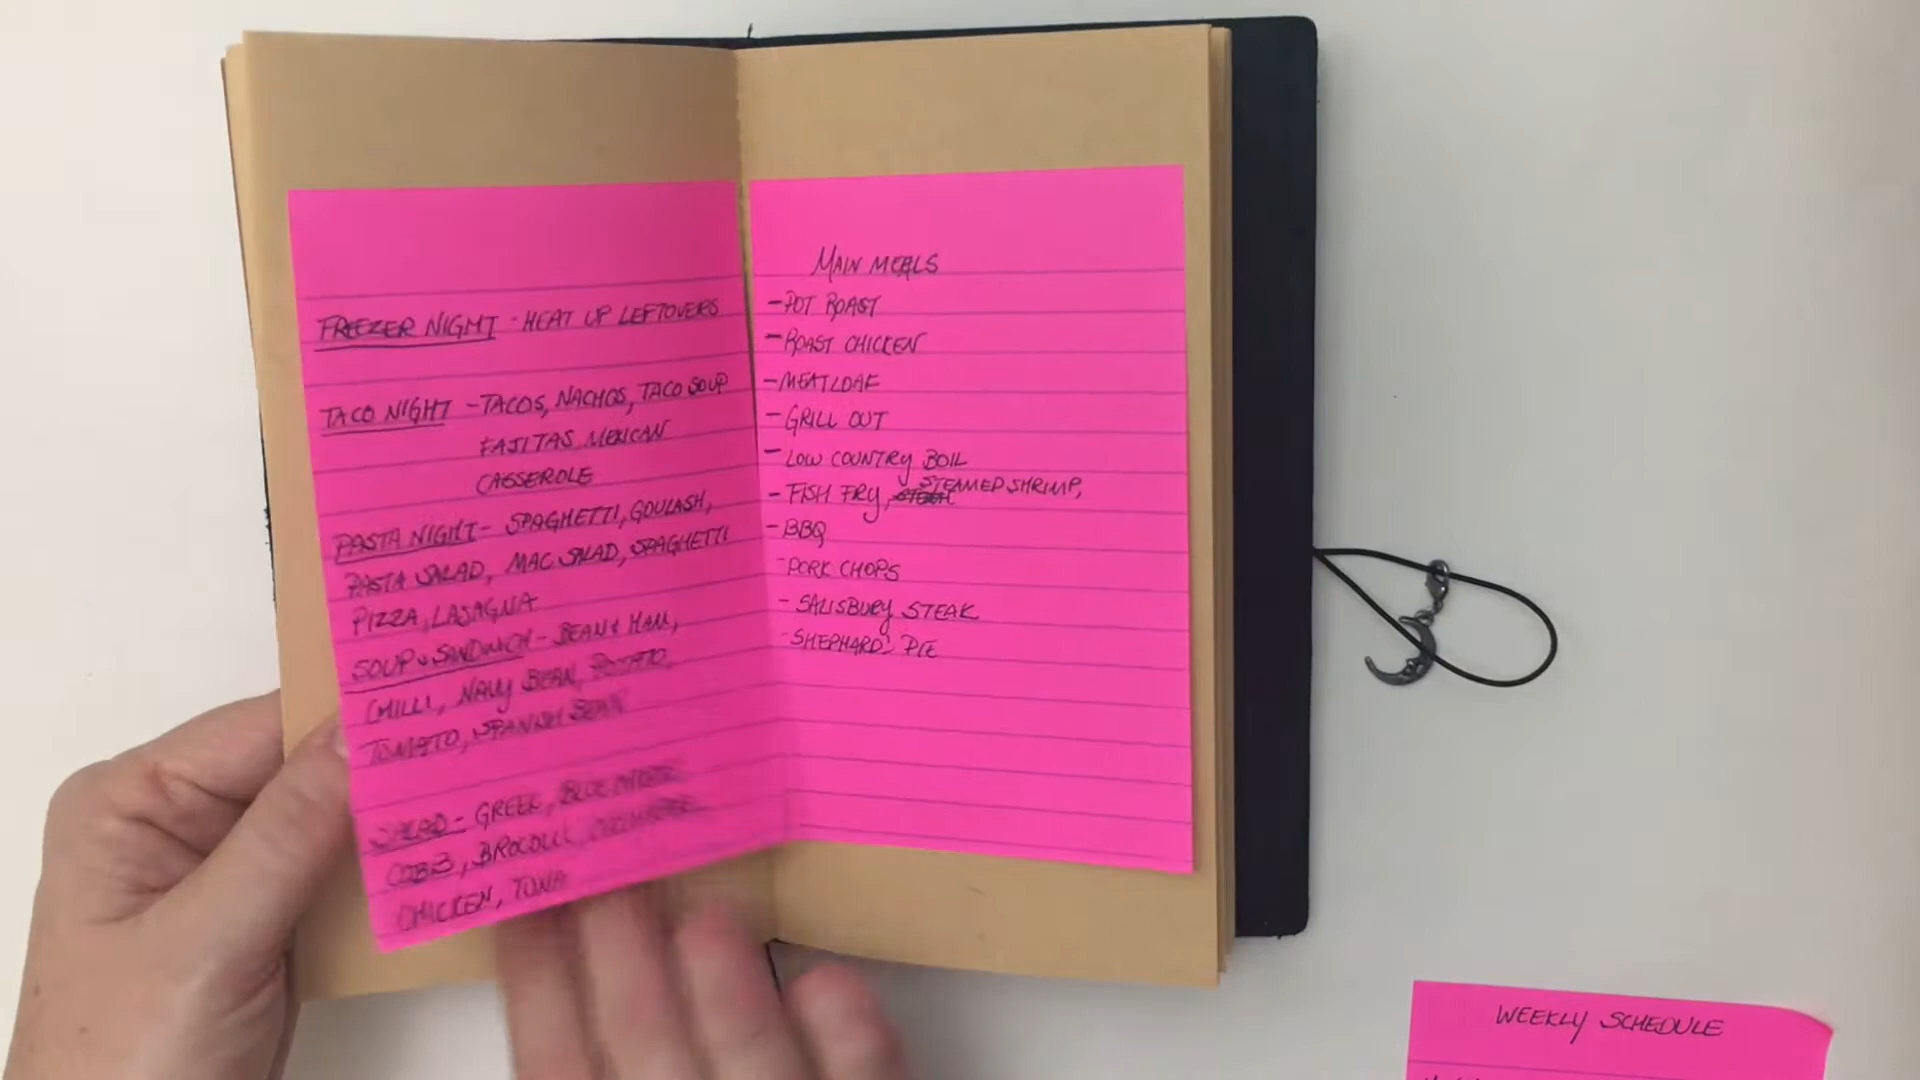 FREEZER NIGHT - HEAT UP LEFTOVERS
TACO NIGHT - TACOS, NACHOS, TACO SOUP
FAJITAS, MEXICAN
CASSEROLE
PASTA NIGHT - SPAGHETTI, GOULASH,
PASTA SALAD, MAC SALAD, SPAGHETTI
PIZZA, LASAGNA
SOUP & SANDWICH - BEAN & HAM,
CHILLI, NAVY BEAN, POTATO,
TOMATO, SPANISH BEAN
SALAD - GREEK, BLUE
COBB, BROCOLLI,
CHICKEN, TUNA
MAIN MEALS
- POT ROAST
- ROAST CHICKEN
- MEATLOAF
- GRILL OUT
- LOW COUNTRY BOIL
- FISH FRY, STEAMED SHRIMP,
- BBQ
- PORK CHOPS
- SALISBURY STEAK
- SHEPHARD'S PIE
WEEKLY SCHEDULE